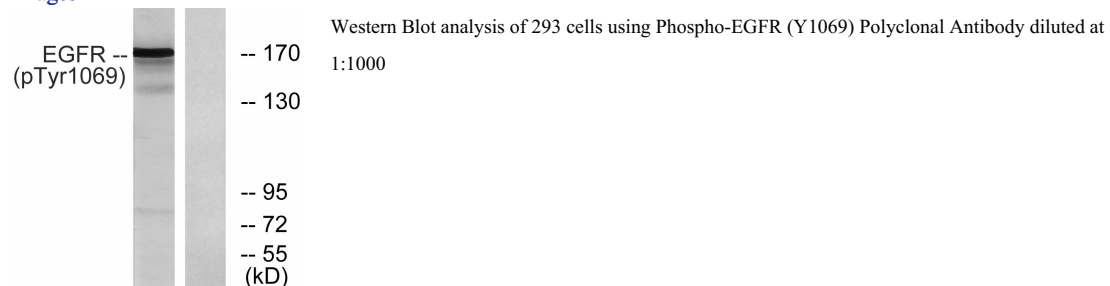 Western Blot analysis of 293 cells using Phospho-EGFR (Y1069) Polyclonal Antibody diluted at
1:1000
EGFR --
(pTyr1069)
-- 170
-- 130
-- 95
-- 72
-- 55
(kD)